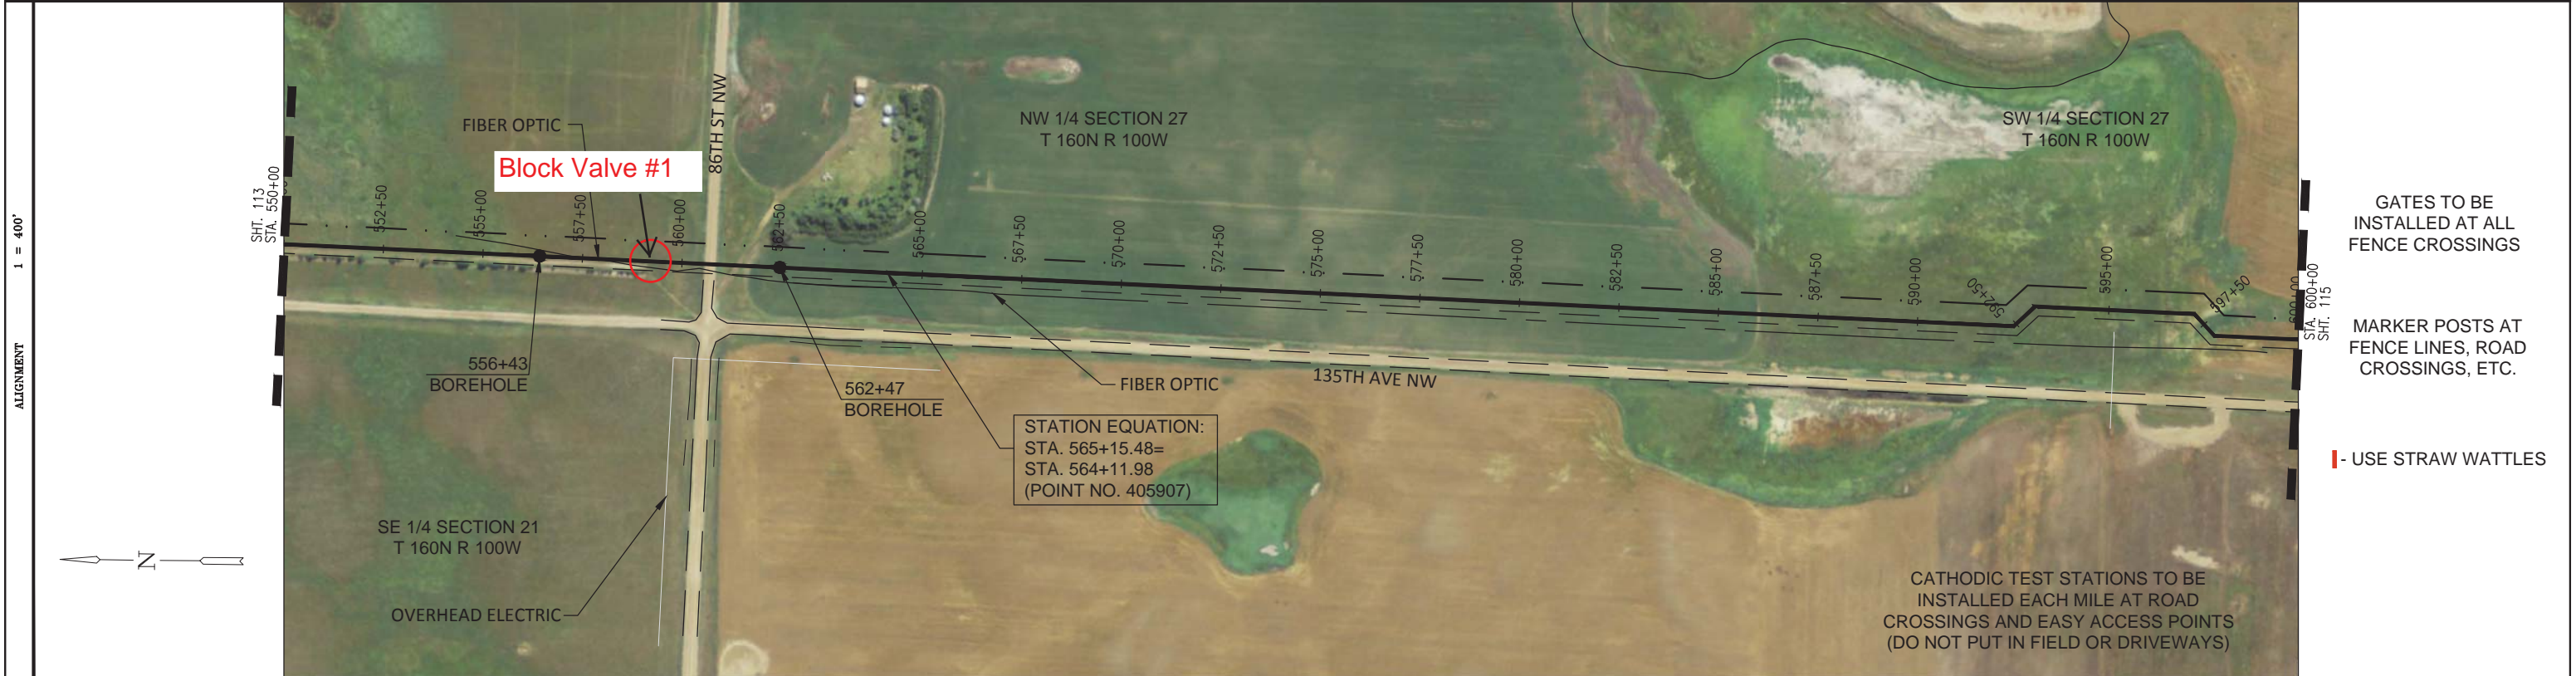 ALIGNMENT 1 = 400'
SHT. 113
STA. 550+00
552+50
555+00
557+50
560+00
562+50
565+00
567+50
570+00
572+50
575+00
577+50
580+00
582+50
585+00
587+50
590+00
592+50
595+00
597+50
600+00
STA. 600+00
SHT. 115
FIBER OPTIC
Block Valve #1
86TH ST NW
NW 1/4 SECTION 27
T 160N R 100W
SW 1/4 SECTION 27
T 160N R 100W
556+43
BOREHOLE
562+47
BOREHOLE
FIBER OPTIC
135TH AVE NW
STATION EQUATION:
STA. 565+15.48=
STA. 564+11.98
(POINT NO. 405907)
SE 1/4 SECTION 21
T 160N R 100W
N
OVERHEAD ELECTRIC
CATHODIC TEST STATIONS TO BE
INSTALLED EACH MILE AT ROAD
CROSSINGS AND EASY ACCESS POINTS
(DO NOT PUT IN FIELD OR DRIVEWAYS)
GATES TO BE
INSTALLED AT ALL
FENCE CROSSINGS
MARKER POSTS AT
FENCE LINES, ROAD
CROSSINGS, ETC.
- USE STRAW WATTLES